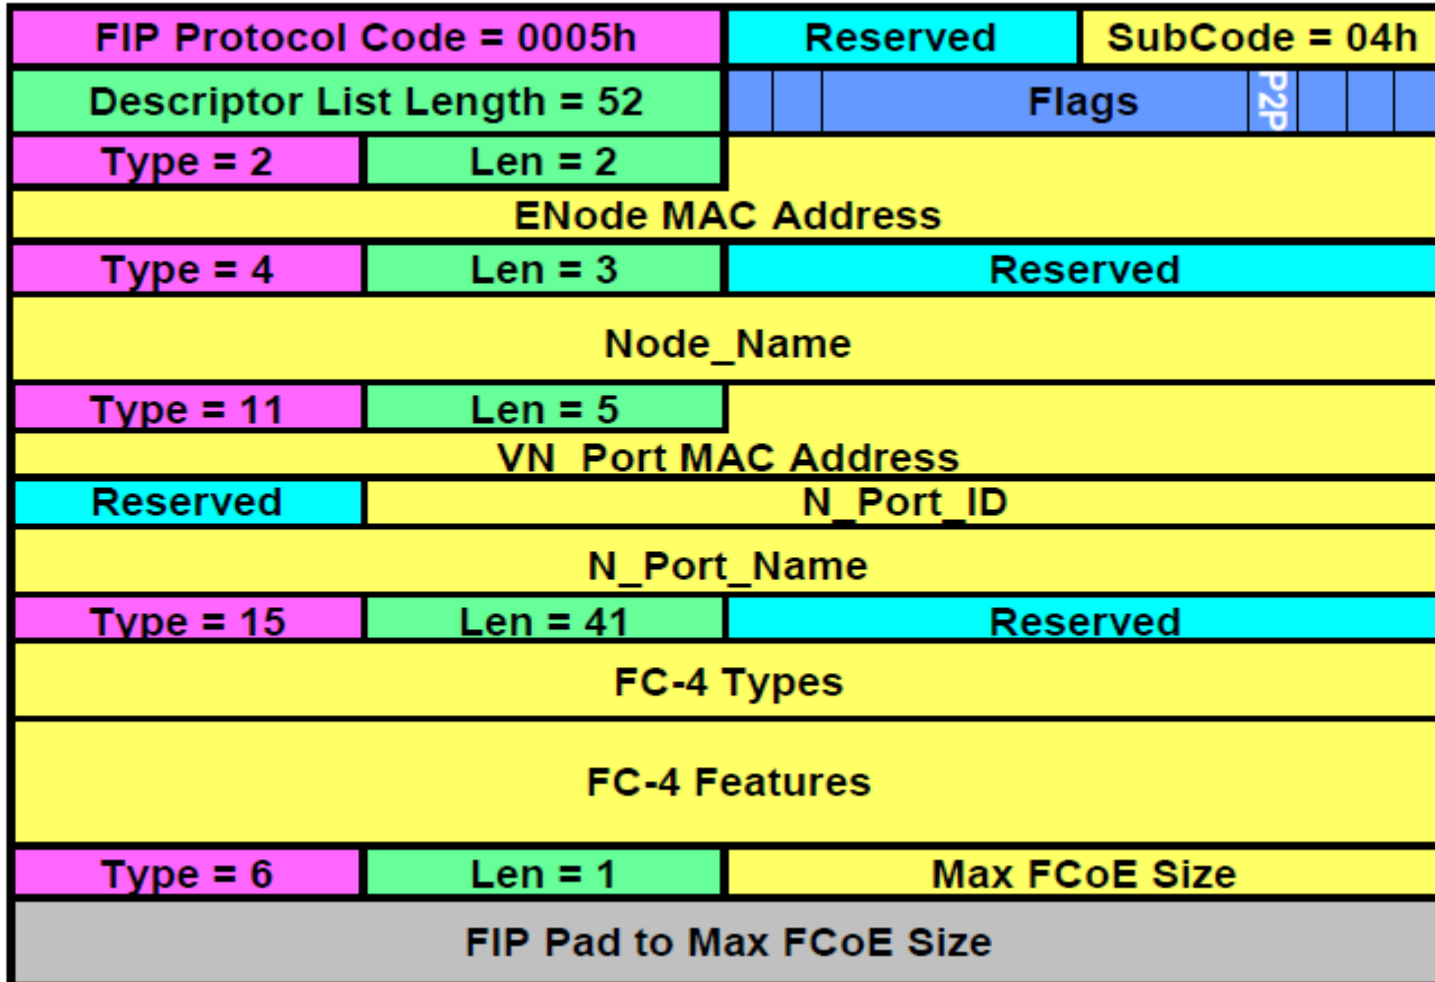 FIP Protocol Code = 0005h Reserved SubCode = 04h
Descriptor List Length = 52 Flags P2P
Type = 2 Len = 2
ENode MAC Address
Type = 4 Len = 3 Reserved
Node_Name
Type = 11 Len = 5
VN_Port MAC Address
Reserved N_Port_ID
N_Port_Name
Type = 15 Len = 41 Reserved
FC-4 Types
FC-4 Features
Type = 6 Len = 1 Max FCoE Size
FIP Pad to Max FCoE Size